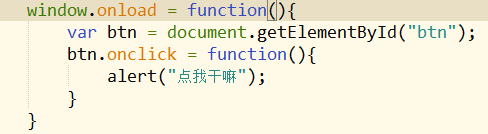 window.onload = function(){
var btn = document.getElementById("btn");
btn.onclick = function(){
alert("点我干嘛");
}
}